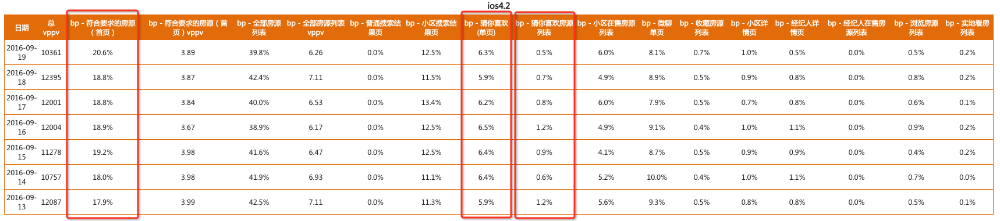 ios4.2
日期 总 vppv bp - 符合要求的房源（首页） bp - 符合要求的房源（首页）vppv bp - 全部房源列表 bp - 全部房源列表 vppv bp - 普通搜索结果页 bp - 小区搜索结果页 bp - 猜你喜欢(单页) bp - 猜你喜欢房源列表 bp - 小区在售房源列表 bp - 微聊单页 bp - 收藏房源列表 bp - 小区详情页 bp - 经纪人详情页 bp - 经纪人在售房源列表 bp - 浏览房源列表 bp - 实地看房列表
2016-09-19 10361 20.6% 3.89 39.8% 6.26 0.0% 12.5% 6.3% 0.5% 6.0% 8.1% 0.7% 1.0% 0.5% 0.0% 0.5% 0.2%
2016-09-18 12395 18.8% 3.87 42.4% 7.11 0.0% 11.5% 5.9% 0.7% 4.9% 8.9% 0.5% 0.9% 0.8% 0.0% 0.8% 0.2%
2016-09-17 12001 18.8% 3.84 40.0% 6.53 0.0% 13.4% 6.2% 0.8% 6.0% 7.9% 0.5% 0.7% 0.8% 0.0% 0.6% 0.1%
2016-09-16 12004 18.9% 3.67 38.9% 6.17 0.0% 12.5% 6.5% 1.2% 4.9% 9.1% 0.4% 1.0% 1.1% 0.0% 0.9% 0.2%
2016-09-15 11278 19.2% 3.98 41.6% 6.47 0.0% 12.5% 6.4% 0.9% 4.1% 8.7% 0.5% 0.9% 0.9% 0.0% 0.4% 0.2%
2016-09-14 10757 18.0% 3.98 41.9% 6.93 0.0% 11.1% 6.4% 0.6% 5.2% 10.0% 0.4% 1.0% 1.1% 0.0% 0.7% 0.0%
2016-09-13 12087 17.9% 3.99 42.5% 7.11 0.0% 11.3% 5.9% 1.2% 5.6% 9.3% 0.5% 0.8% 0.8% 0.0% 0.5% 0.1%